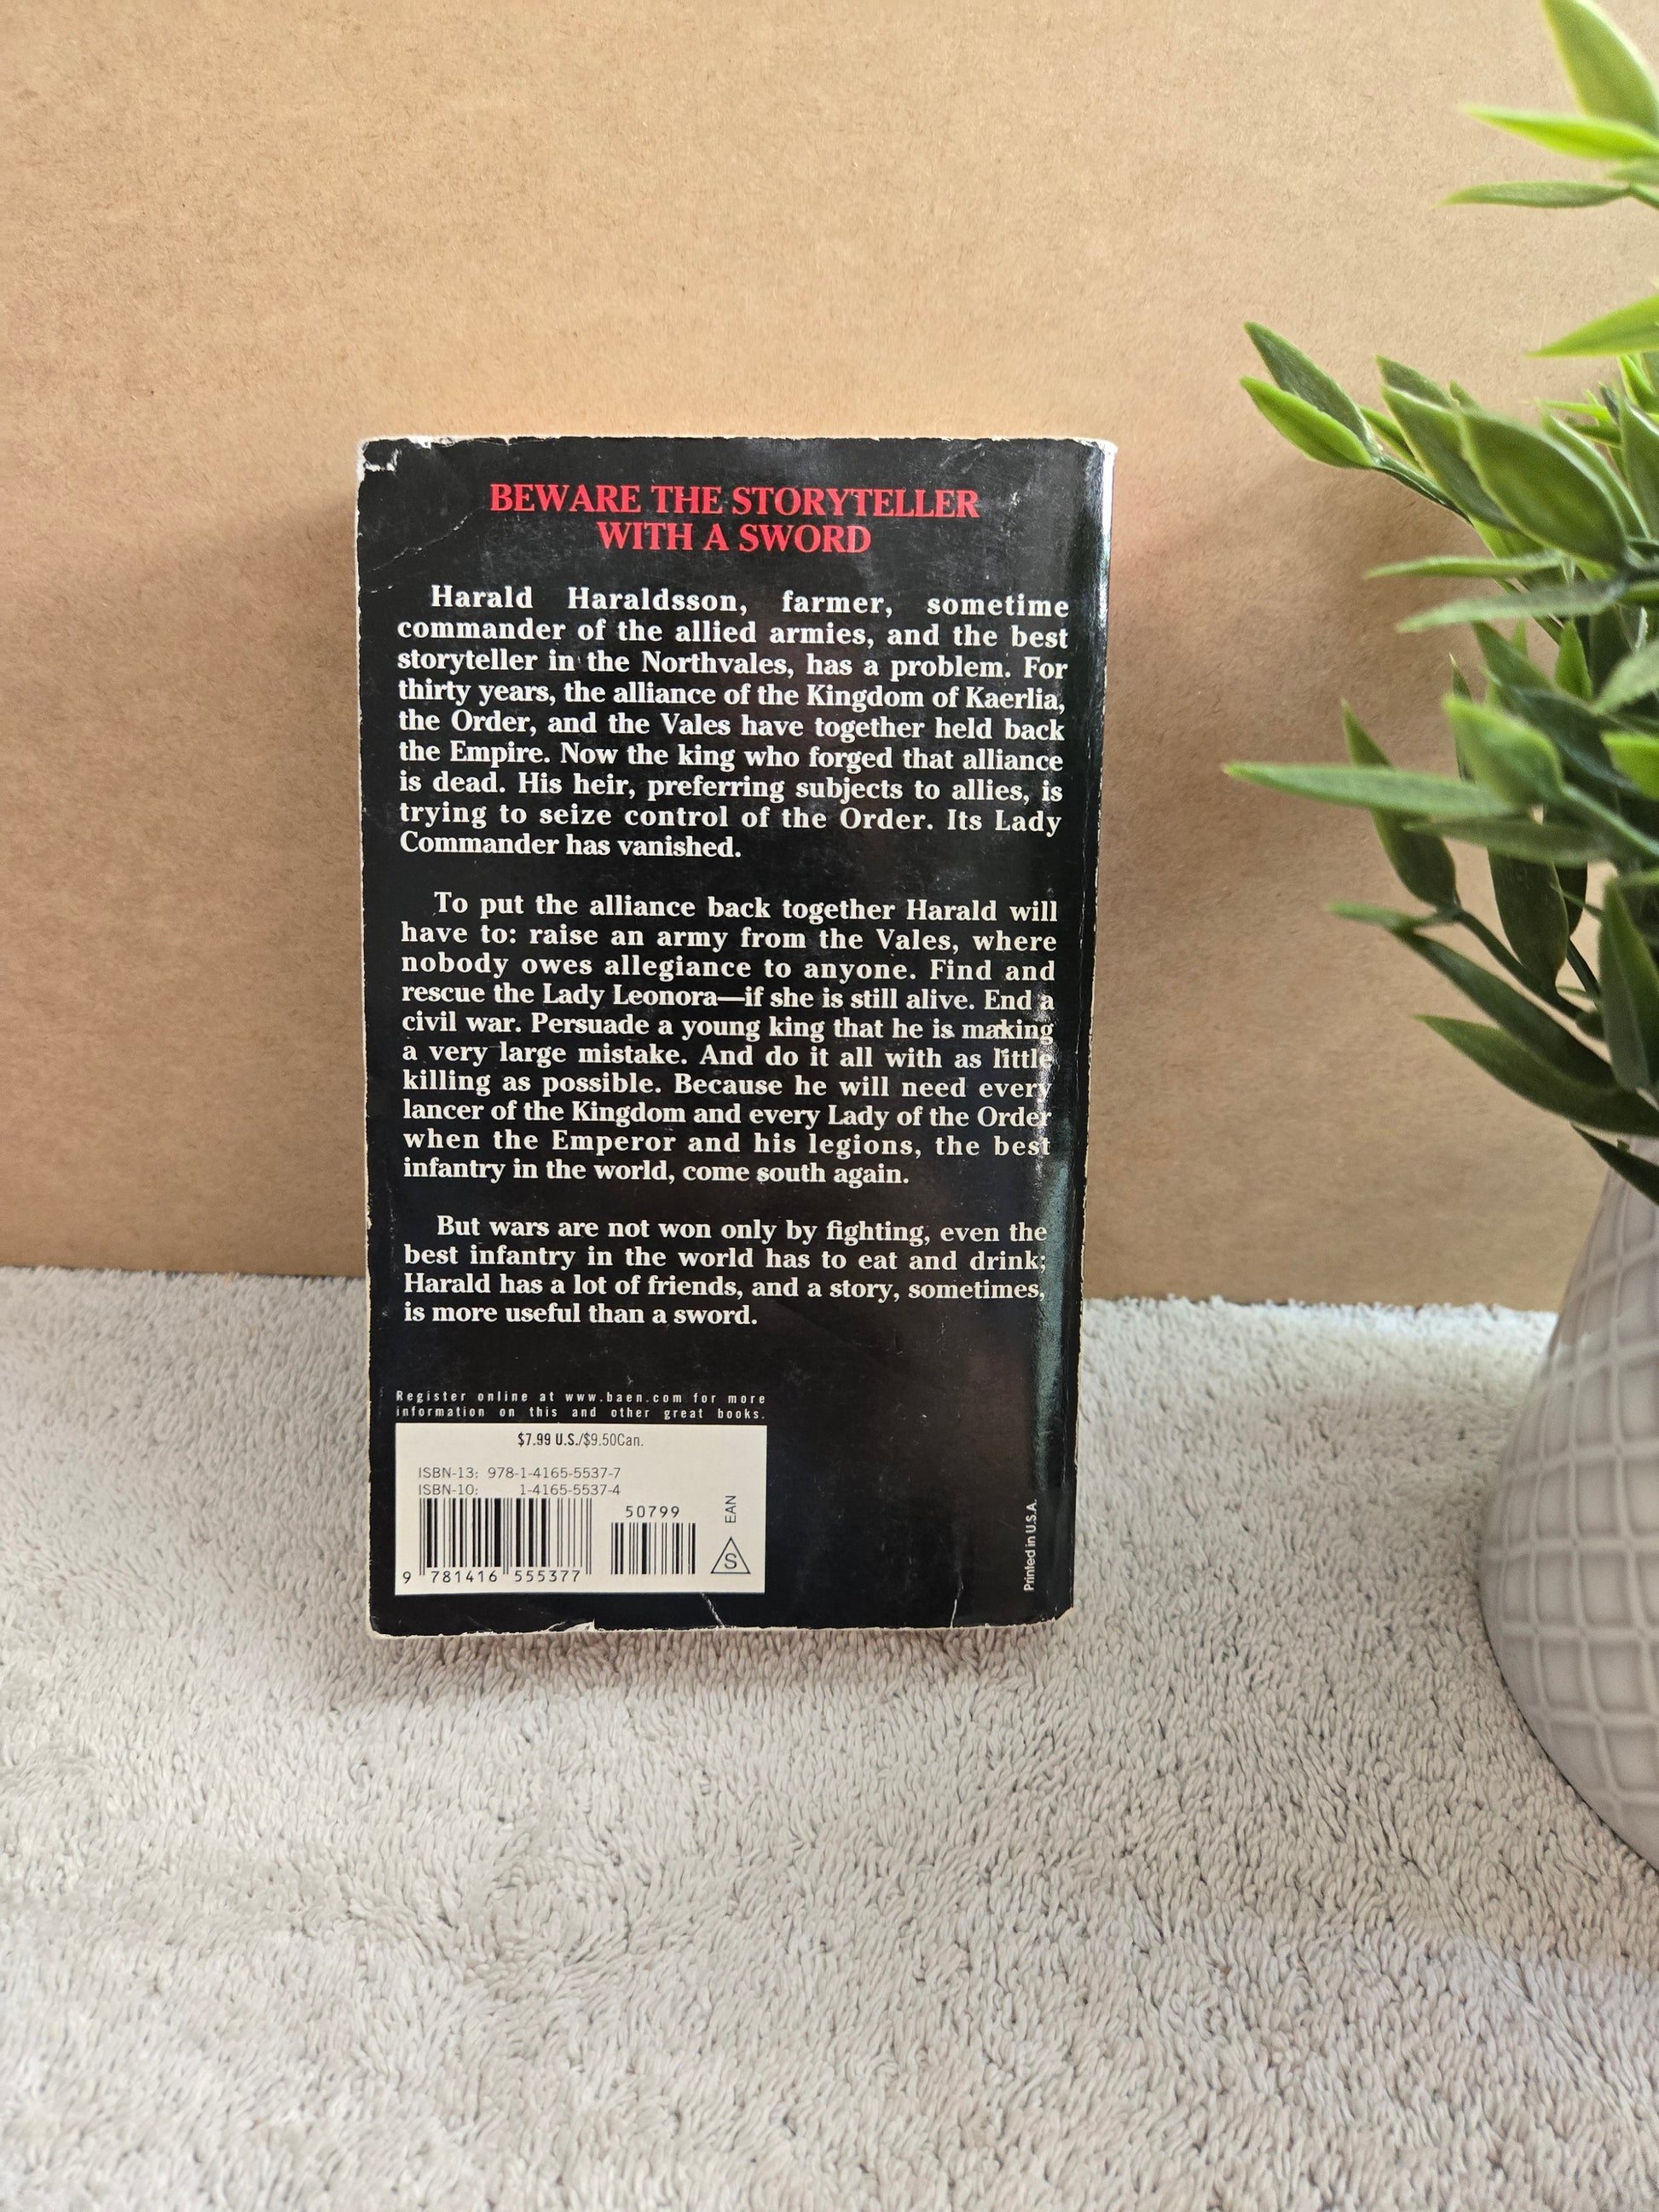 BEWARE THE STORYTELLER
WITH A SWORD
Harald Haraldsson, farmer, sometime
commander of the allied armies, and the best
storyteller in the Northvales, has a problem. For
thirty years, the alliance of the Kingdom of Kaerlia,
the Order, and the Vales have together held back
the Empire. Now the king who forged that alliance
is dead. His heir, preferring subjects to allies, is
trying to seize control of the Order. Its Lady
Commander has vanished.
To put the alliance back together Harald will
have to: raise an army from the Vales, where
nobody owes allegiance to anyone. Find and
rescue the Lady Leonora—if she is still alive. End a
civil war. Persuade a young king that he is making
a very large mistake. And do it all with as little
killing as possible. Because he will need every
lancer of the Kingdom and every Lady of the Order
when the Emperor and his legions, the best
infantry in the world, come south again.
But wars are not won only by fighting, even the
best infantry in the world has to eat and drink;
Harald has a lot of friends, and a story, sometimes,
is more useful than a sword.
Register online at www.baen.com for more
information on this and other great books.
$7.99 U.S./$9.50Can.
ISBN-13: 978-1-4165-5537-7
ISBN-10: 1-4165-5537-4
50799
EAN
S
9 781416 555377
Printed in U.S.A.